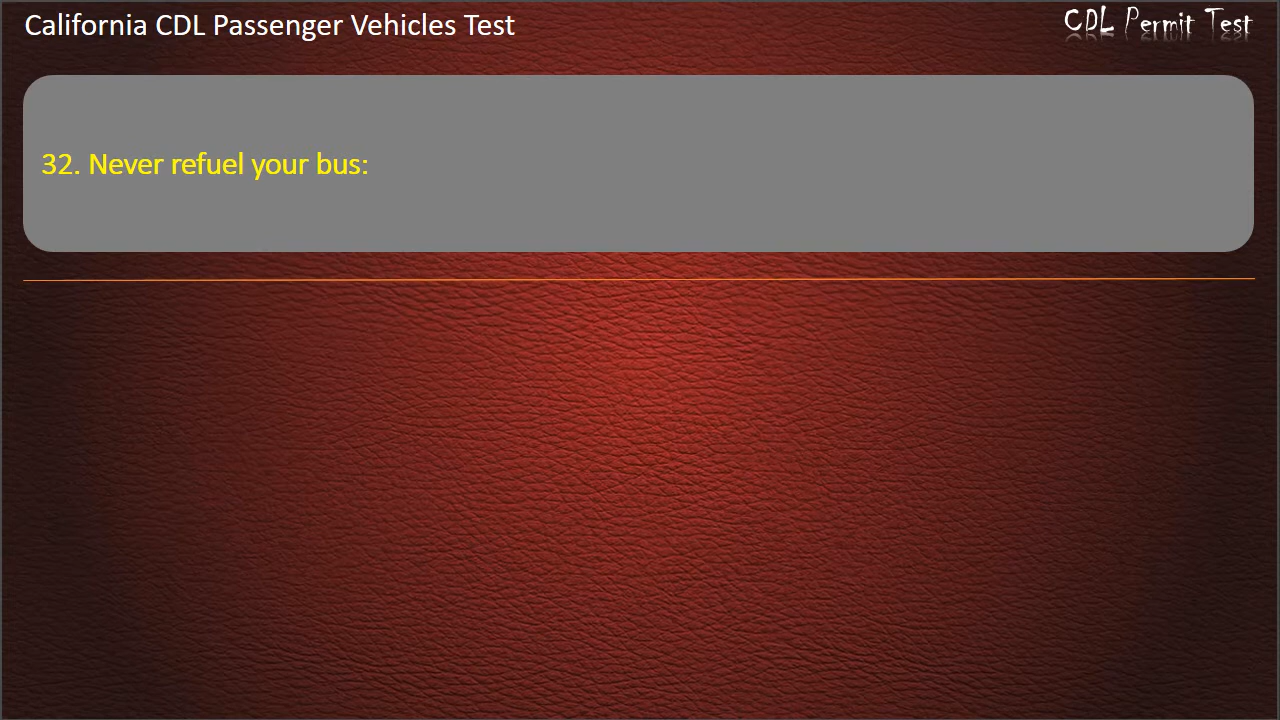 California CDL Passenger Vehicles Test
CDL Permit Test
32. Never refuel your bus: